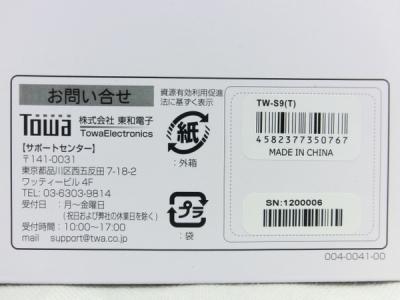 お問い合せ
Towa 株式会社 東和電子
TowaElectronics
【サポートセンター】
〒141-0031
東京都品川区西五反田 7-18-2
ワッティービル 4F
TEL: 03-6303-9814
受付日 : 月〜金曜日
(祝日および弊社の休業日を除く)
受付時間 : 10:00〜17:00
mail support@twa.co.jp
資源有効利用促進
法に基ずく表示
紙
:外箱
プラ
:袋
TW-S9(T)
4582377350767
MADE IN CHINA
SN:1200006
004-0041-00